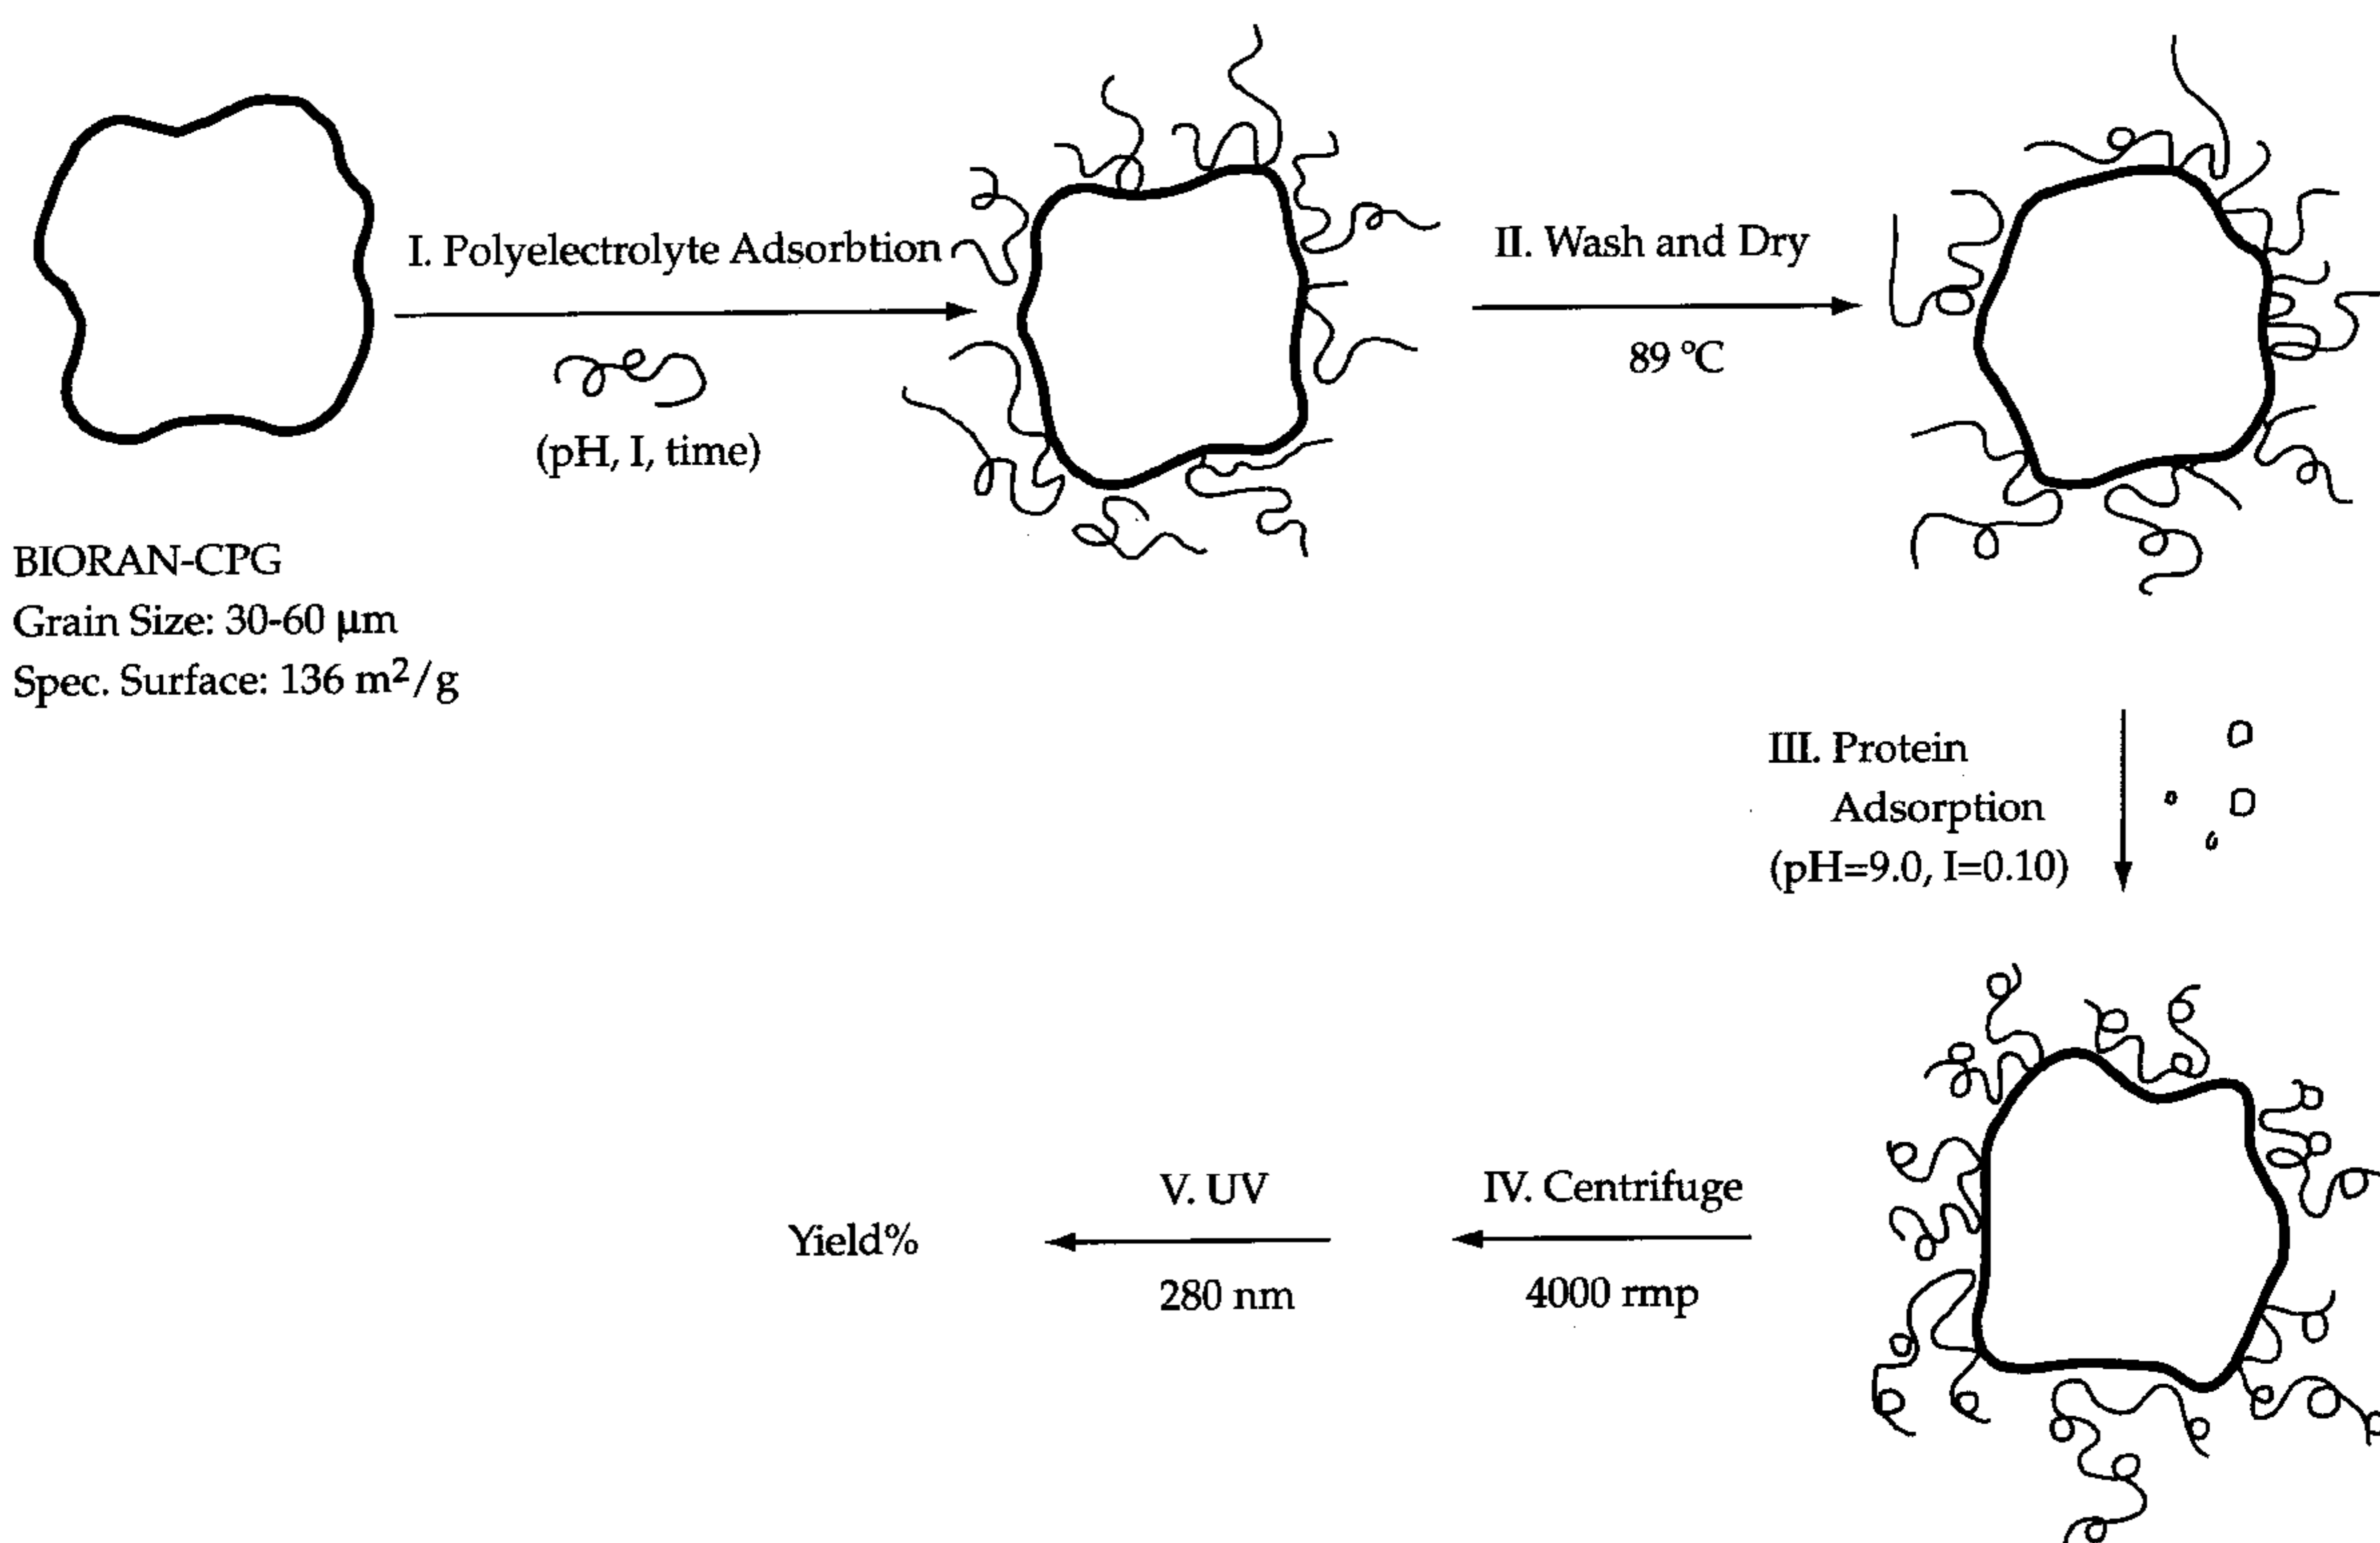 I. Polyelectrolyte Adsorbtion
(pH, I, time)
II. Wash and Dry
89 ºC
BIORAN-CPG
Grain Size: 30-60 µm
Spec. Surface: 136 m²/g
III. Protein
Adsorption
(pH=9.0, I=0.10)
IV. Centrifuge
4000 rmp
V. UV
280 nm
Yield%